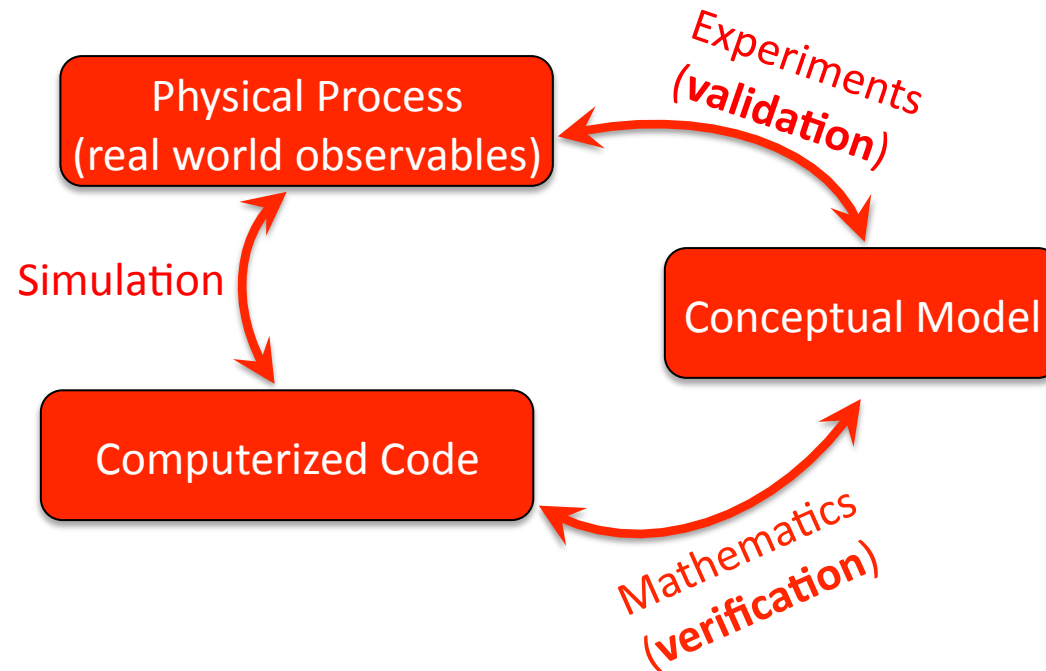 Experiments
(validation)
Physical Process
(real world observables)
Simulation
Conceptual Model
Computerized Code
Mathematics
(verification)